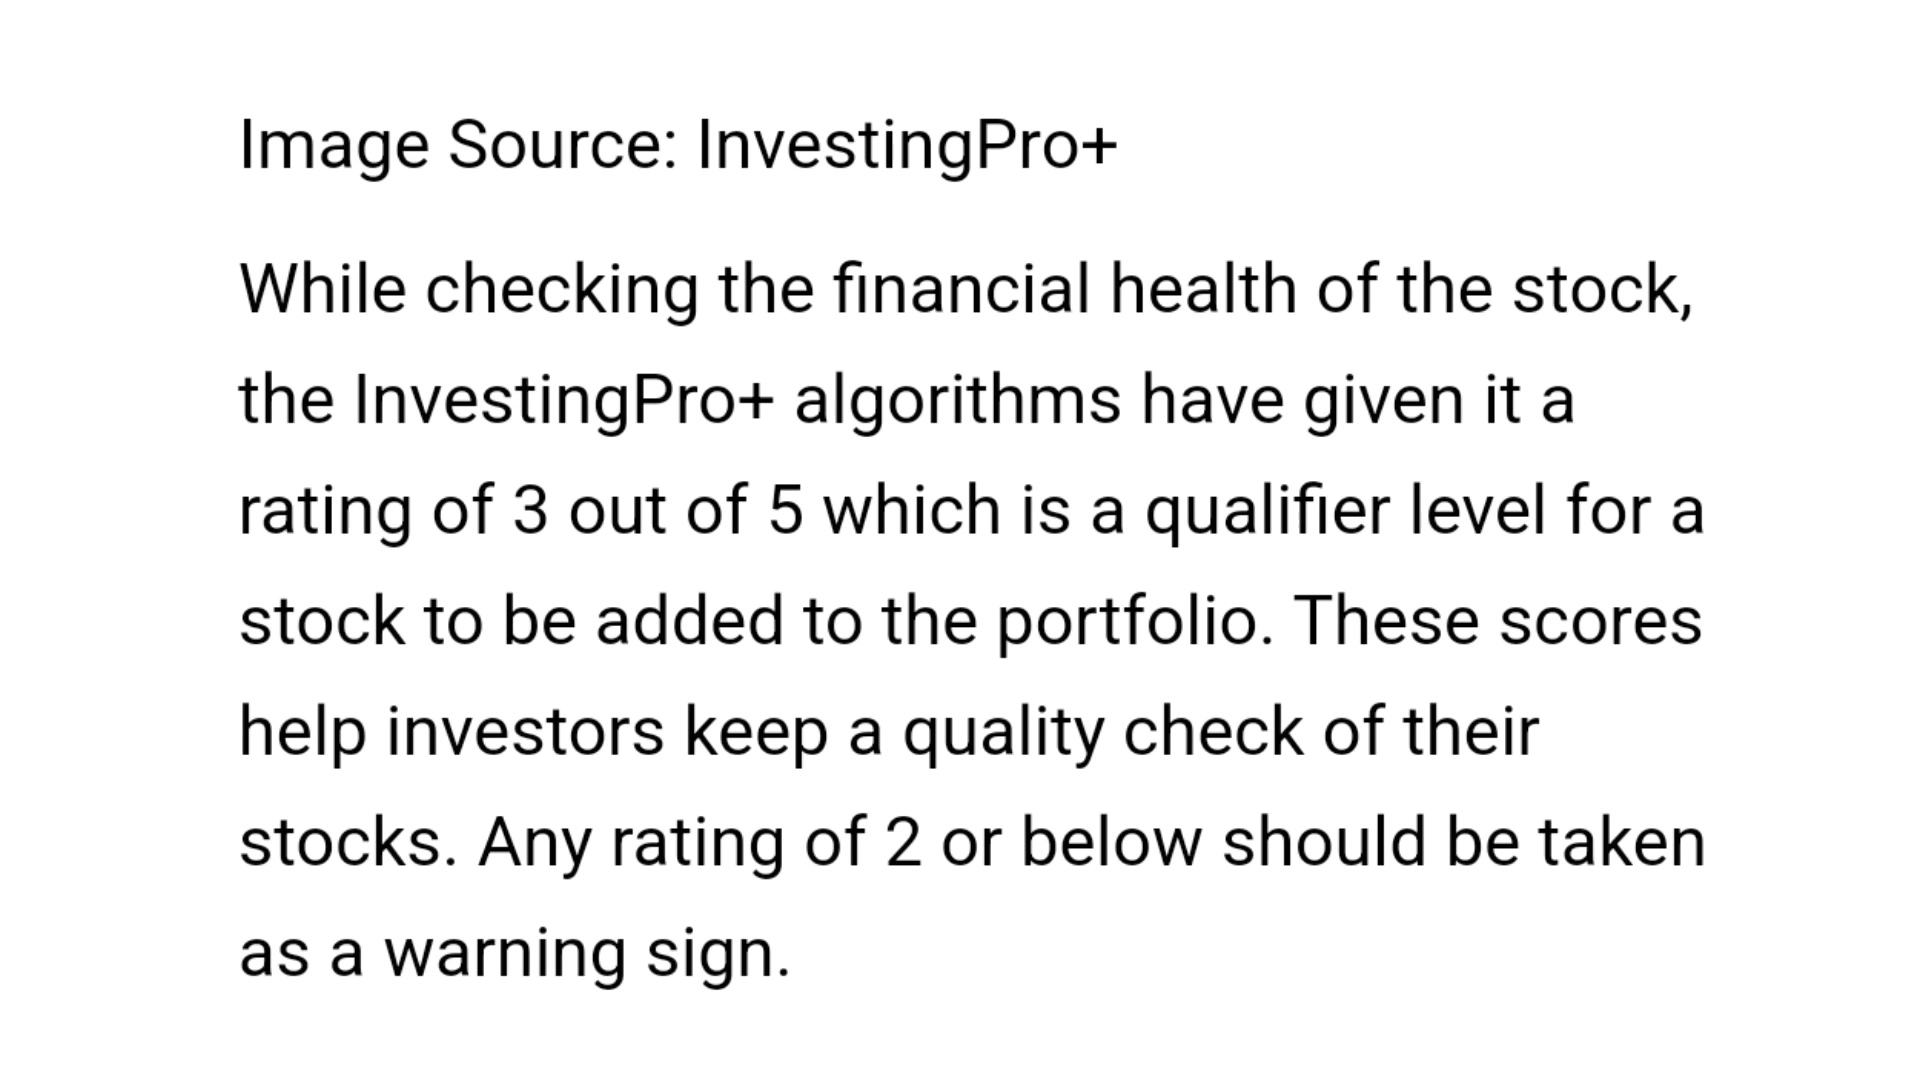 Image Source: InvestingPro+
While checking the financial health of the stock,
the InvestingPro+ algorithms have given it a
rating of 3 out of 5 which is a qualifier level for a
stock to be added to the portfolio. These scores
help investors keep a quality check of their
stocks. Any rating of 2 or below should be taken
as a warning sign.